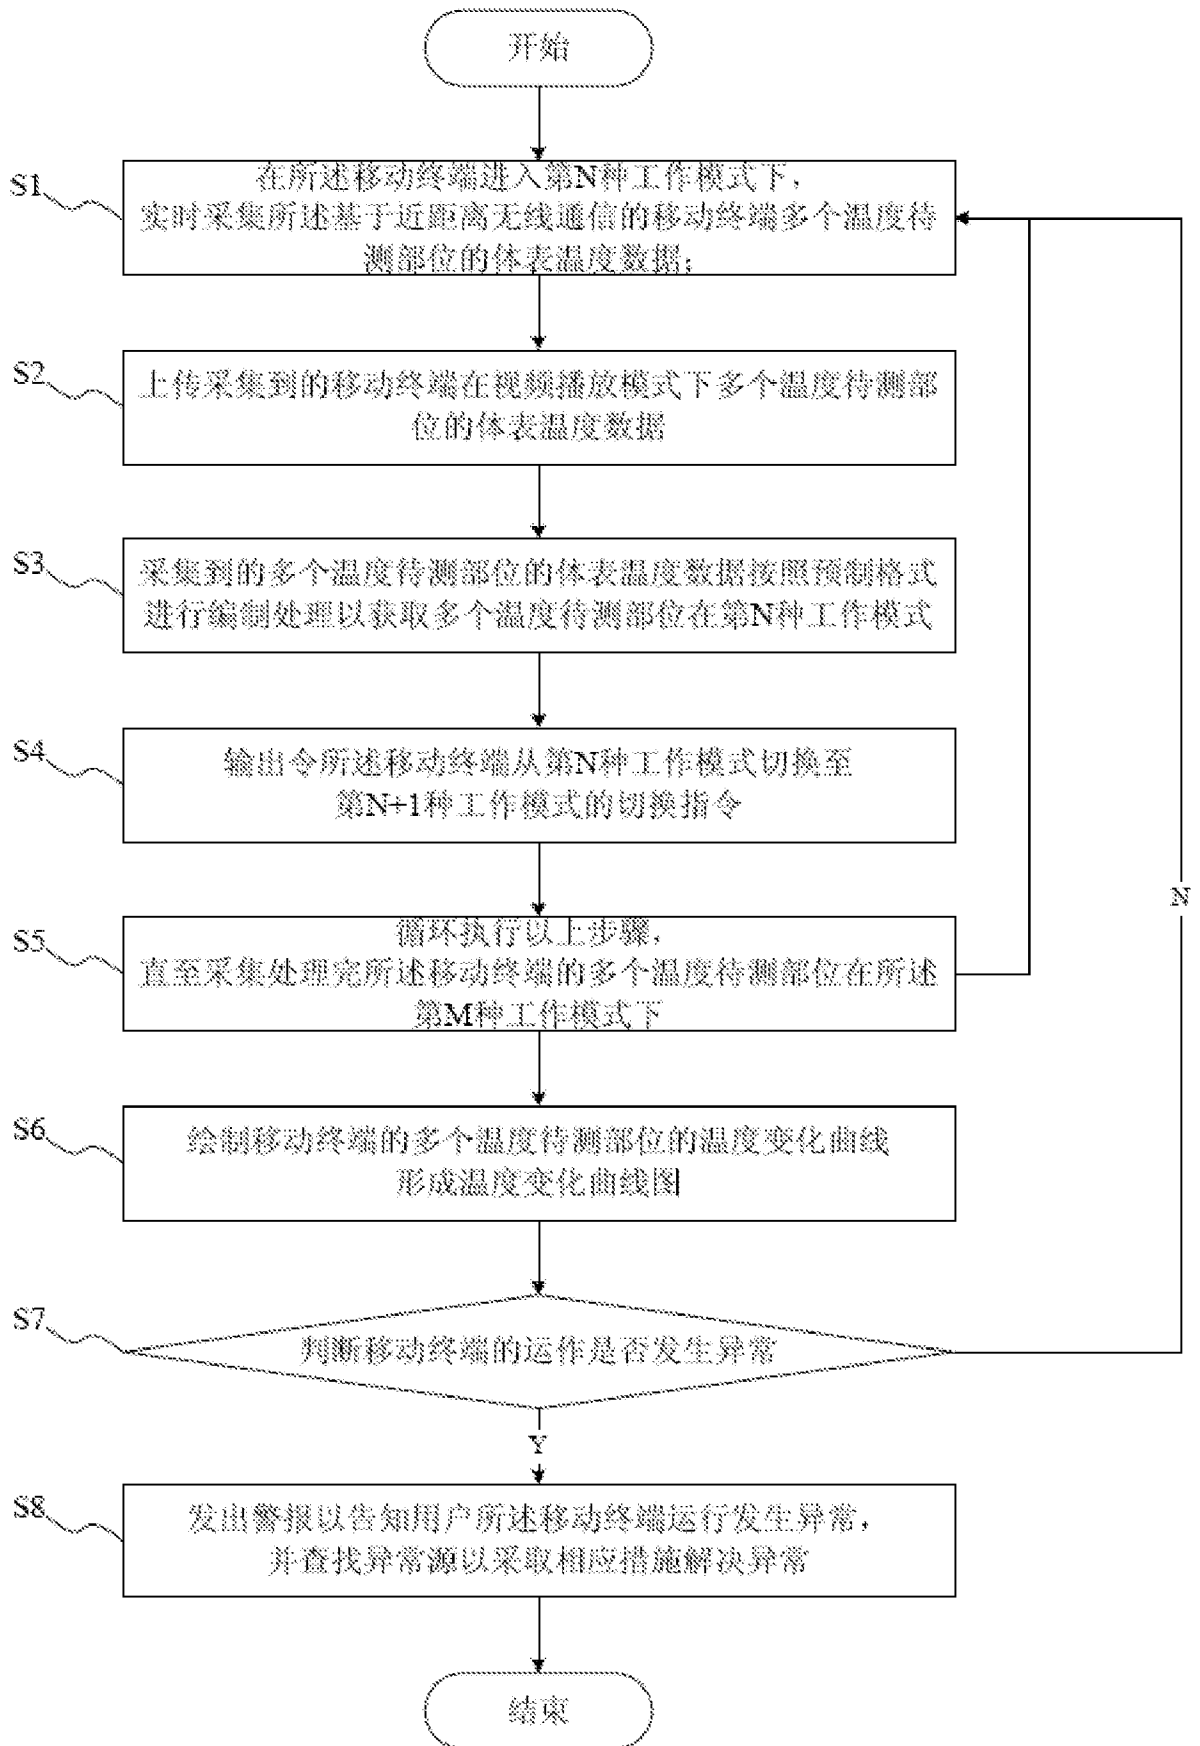 开始
S1
在所述移动终端进入第N种工作模式下，
实时采集所述基于近距离无线通信的移动终端多个温度待
测部位的体表温度数据；
S2
上传采集到的移动终端在视频播放模式下多个温度待测部
位的体表温度数据
S3
采集到的多个温度待测部位的体表温度数据按照预制格式
进行编制处理以获取多个温度待测部位在第N种工作模式
S4
输出令所述移动终端从第N种工作模式切换至
第N+1种工作模式的切换指令
N
S5
循环执行以上步骤，
直至采集处理完所述移动终端的多个温度待测部位在所述
第M种工作模式下
S6
绘制移动终端的多个温度待测部位的温度变化曲线
形成温度变化曲线图
S7
判断移动终端的运作是否发生异常
Y
S8
发出警报以告知用户所述移动终端运行发生异常，
并查找异常源以采取相应措施解决异常
结束